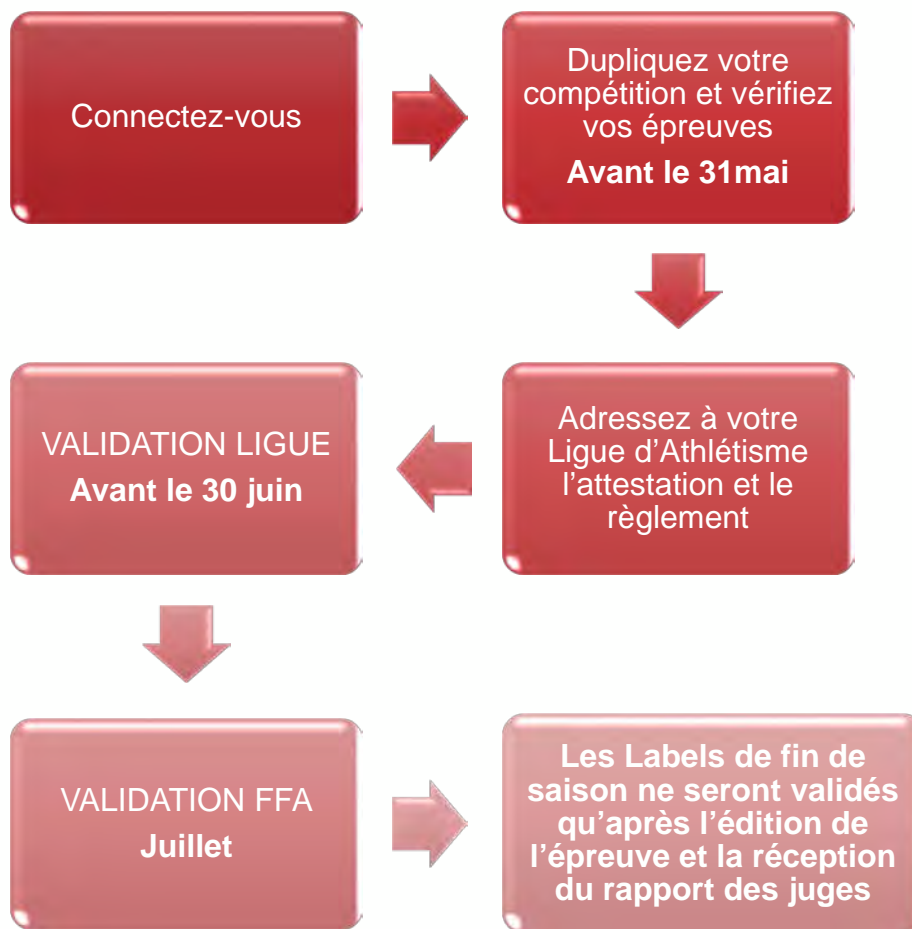 Connectez-vous
Dupliquez votre
compétition et vérifiez
vos épreuves
Avant le 31mai
Adressez à votre
Ligue d’Athlétisme
l’attestation et le
règlement
VALIDATION LIGUE
Avant le 30 juin
VALIDATION FFA
Juillet
Les Labels de fin de
saison ne seront validés
qu’après l’édition de
l’épreuve et la réception
du rapport des juges